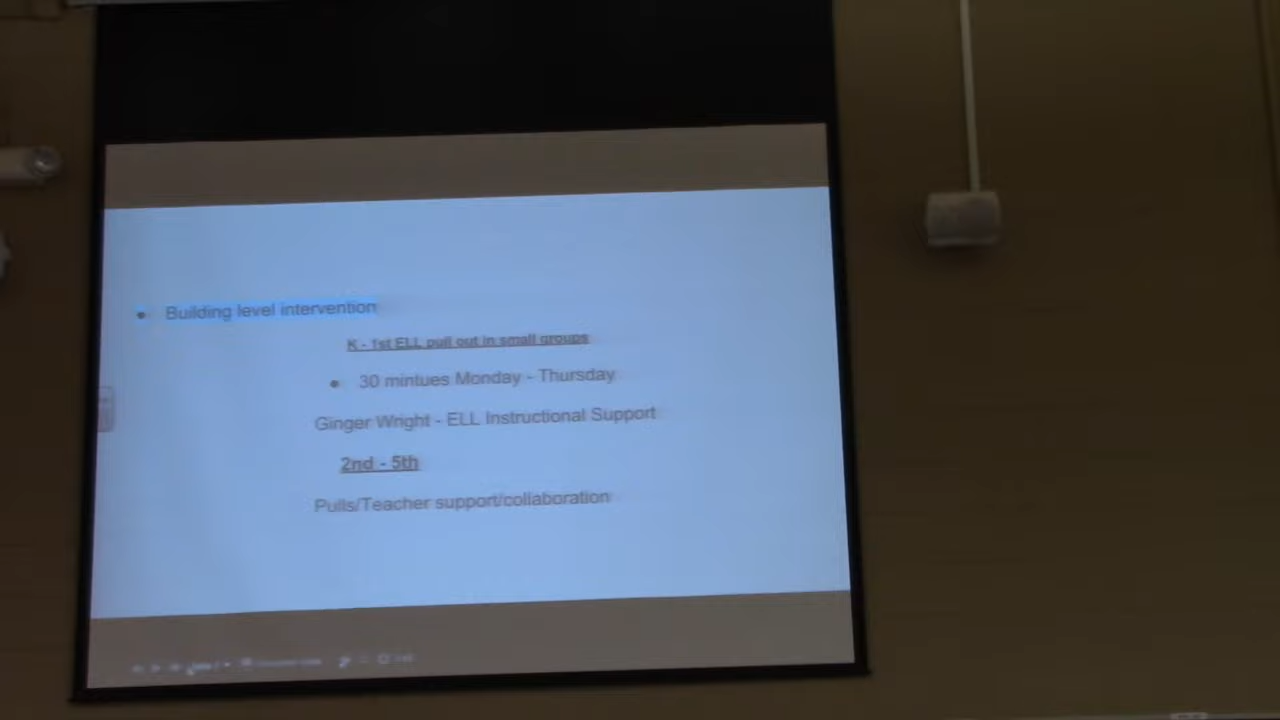 • Building level intervention
K - 1st ELL pull out in small groups
• 30 mintues Monday - Thursday
Ginger Wright - ELL Instructional Support
2nd - 5th
Pulls/Teacher support/collaboration